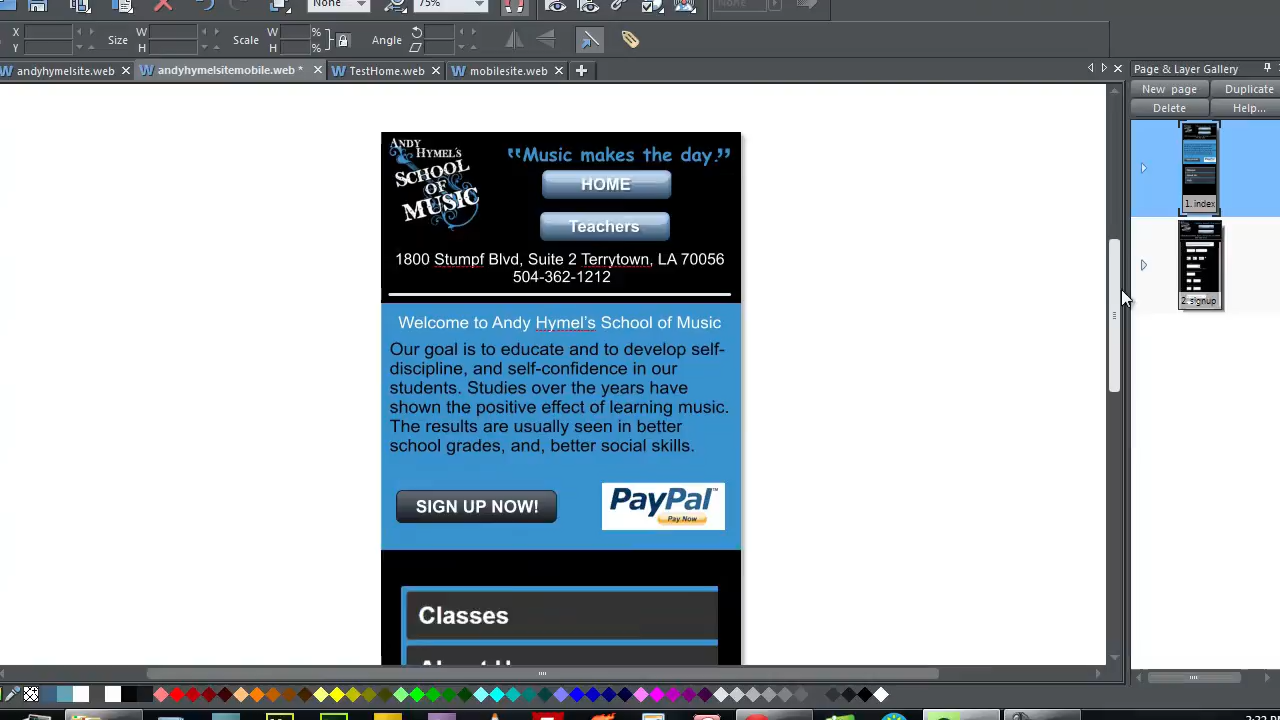 None
75%
None
X
W
W
%
Size
Scale
Angle
Y
H
H
%
andyhymelsite.web
andyhymelsitemobile.web *
TestHome.web
mobilesite.web
Page & Layer Gallery
New page
Duplicate
Delete
Help...
1. index
2. signup
ANDY
HYMEL'S
SCHOOL
OF
MUSIC
"Music makes the day."
HOME
Teachers
1800 Stumpf Blvd, Suite 2 Terrytown, LA 70056
504-362-1212
Welcome to Andy Hymel's School of Music
Our goal is to educate and to develop self-
discipline, and self-confidence in our
students. Studies over the years have
shown the positive effect of learning music.
The results are usually seen in better
school grades, and, better social skills.
SIGN UP NOW!
PayPal™
Pay Now
Classes